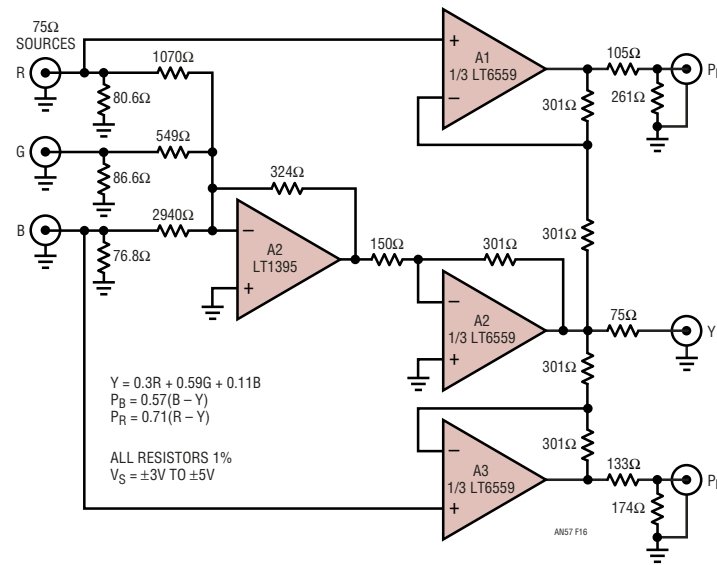 75Ω
SOURCES
R
1070Ω
80.6Ω
G
549Ω
86.6Ω
B
2940Ω
76.8Ω
324Ω
−
+
A2
LT1395
150Ω
301Ω
+
−
A1
1/3 LT6559
105Ω
261Ω
301Ω
P
301Ω
−
+
A2
1/3 LT6559
75Ω
Y
301Ω
301Ω
−
+
A3
1/3 LT6559
133Ω
174Ω
P
Y = 0.3R + 0.59G + 0.11B
P_B = 0.57(B – Y)
P_R = 0.71(R – Y)
ALL RESISTORS 1%
V_S = ±3V TO ±5V
AN57 F16